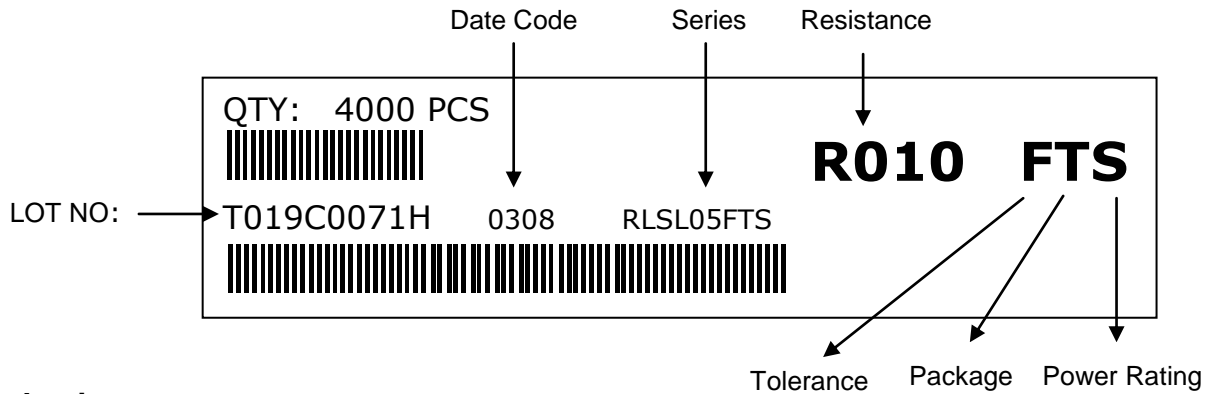 Date Code Series Resistance
QTY: 4000 PCS
R010 FTS
LOT NO: T019C0071H 0308 RLSL05FTS
Tolerance Package Power Rating